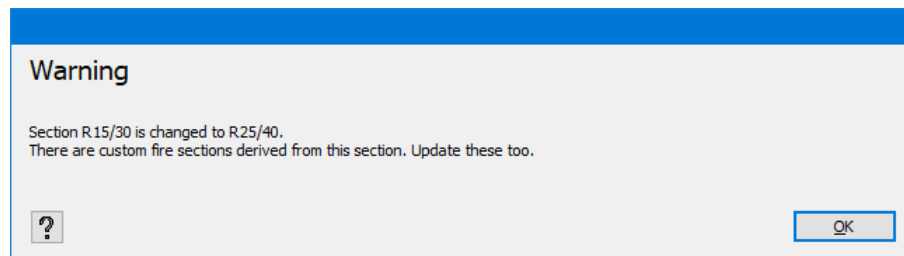 Warning
Section R15/30 is changed to R25/40.
There are custom fire sections derived from this section. Update these too.
? OK